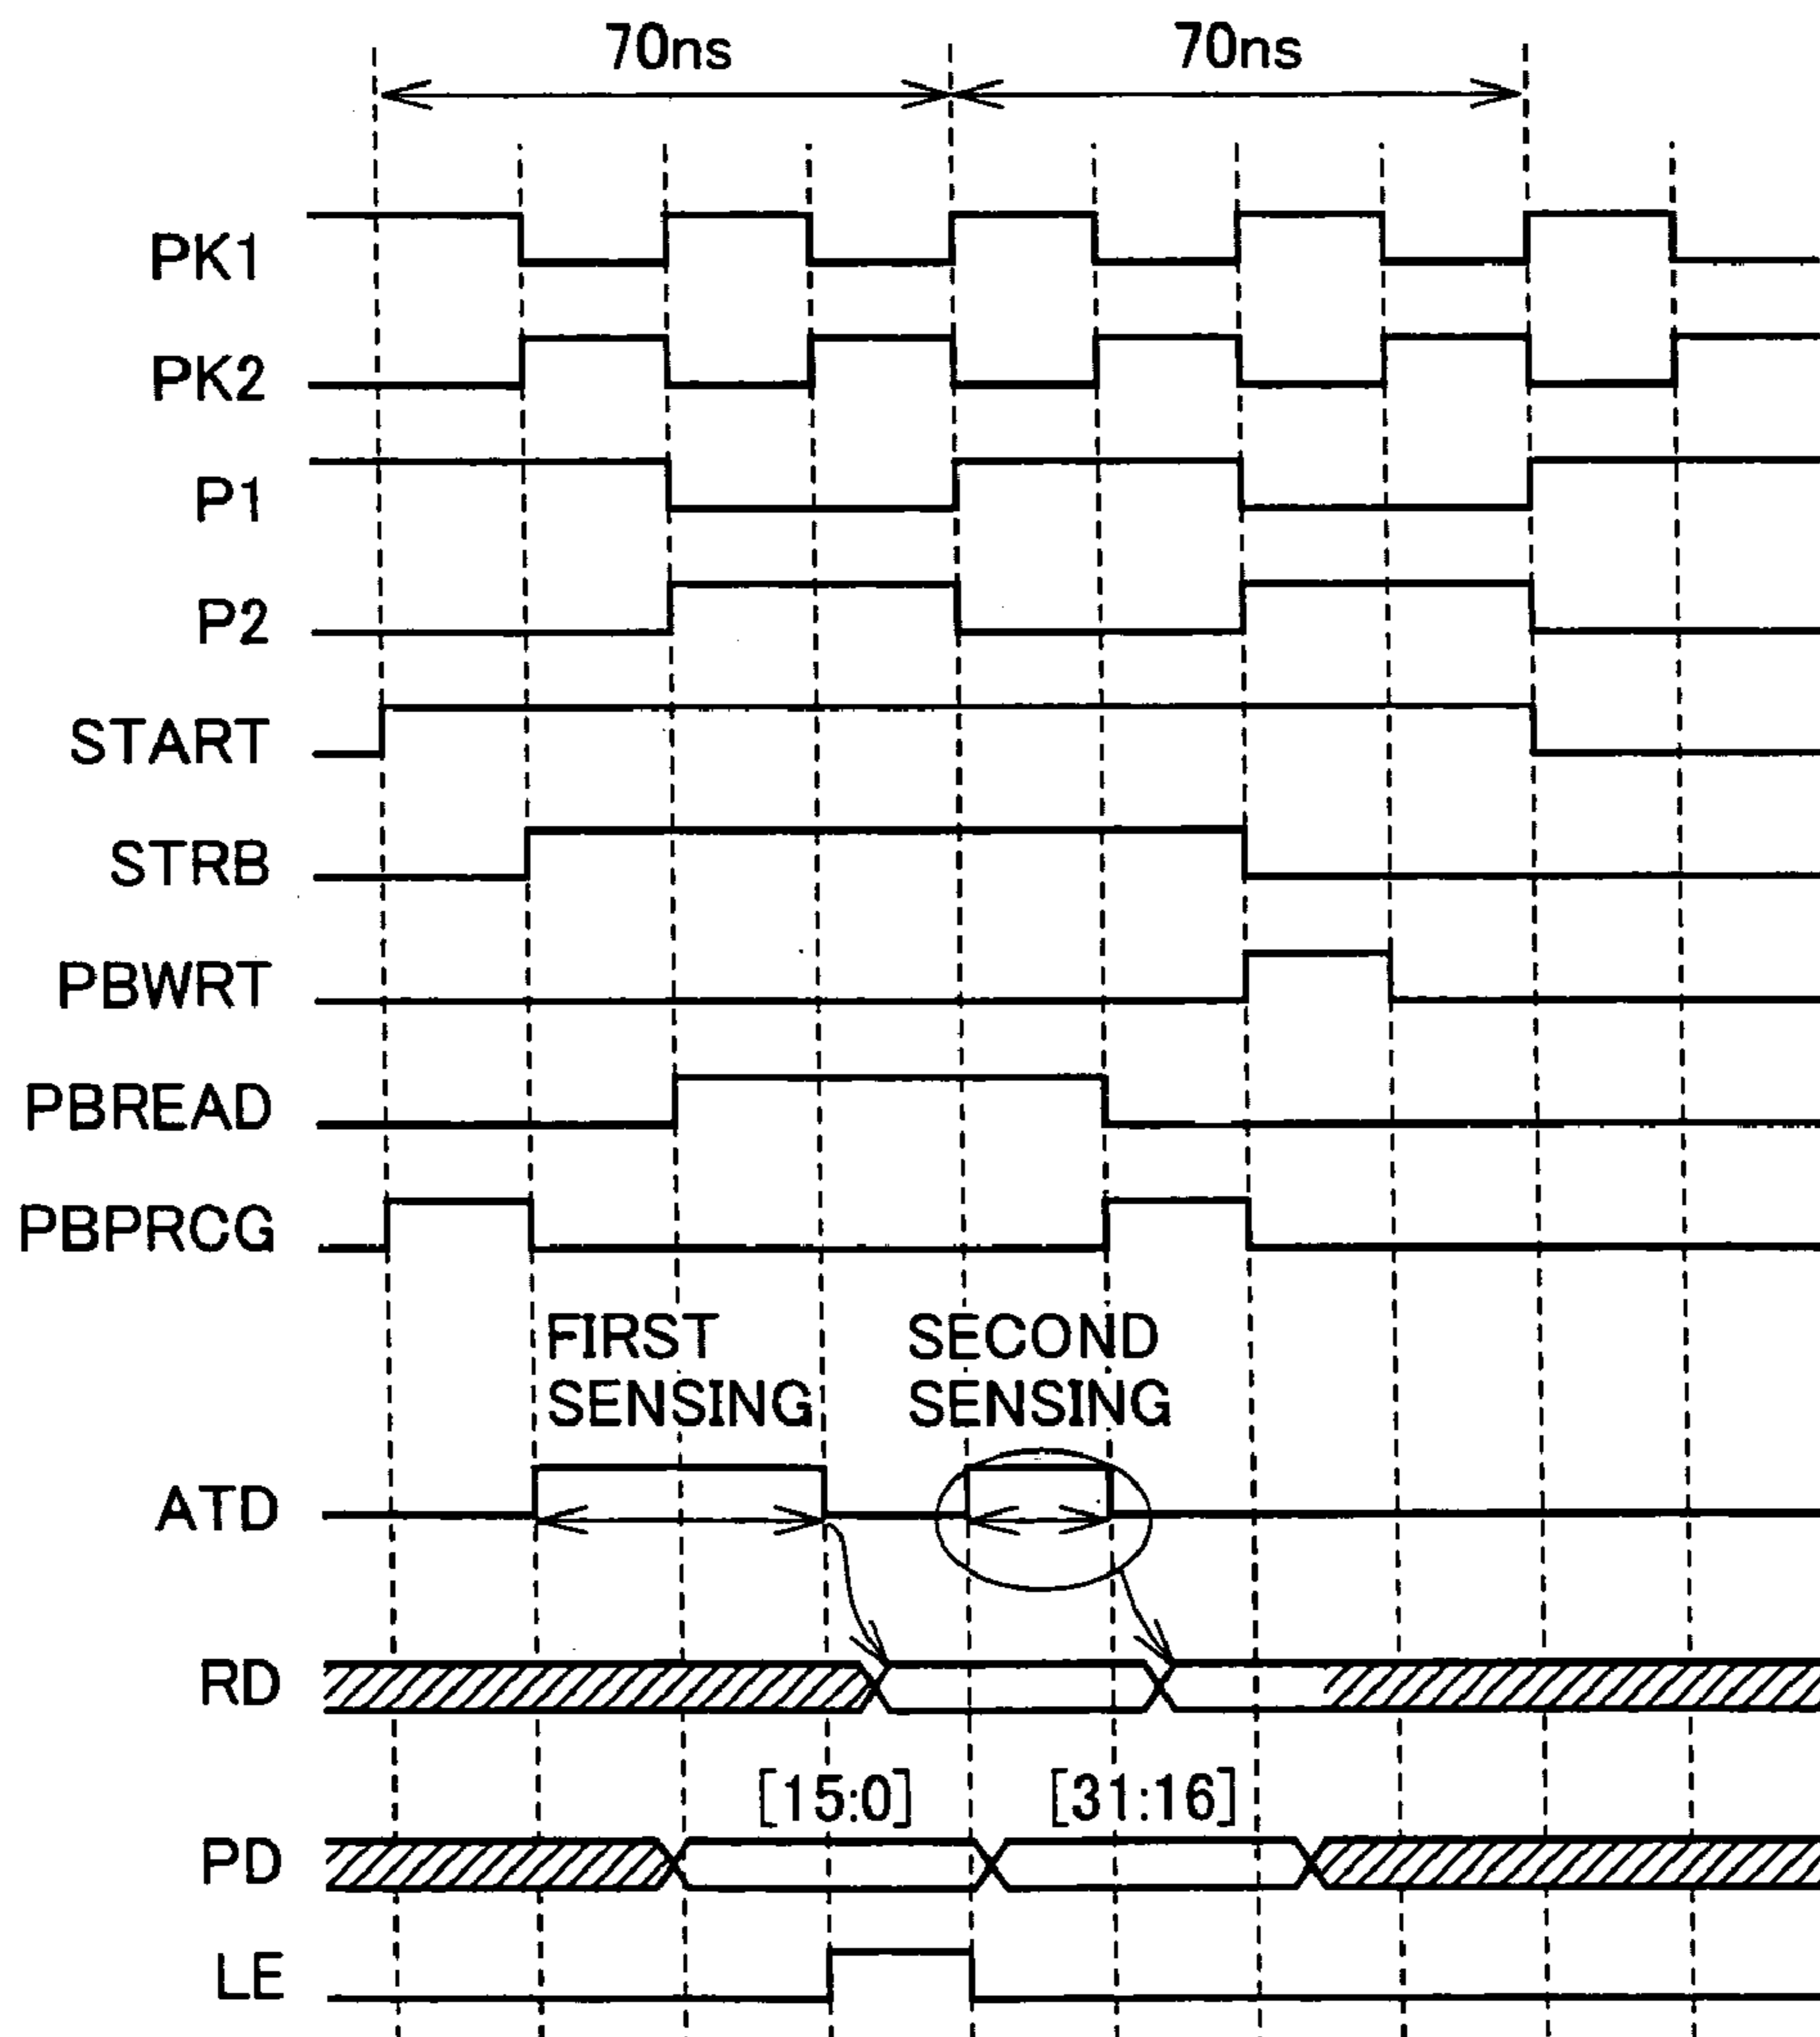 70ns 70ns
PK1
PK2
P1
P2
START
STRB
PBWRT
PBREAD
PBPRCG
FIRST SENSING
SECOND SENSING
ATD
RD
[15:0] [31:16]
PD
LE